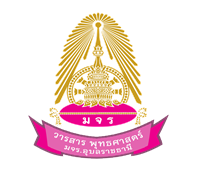 ม จ ร
วารสาร พุทธศาสตร์
มจร.อุบลราชธานี